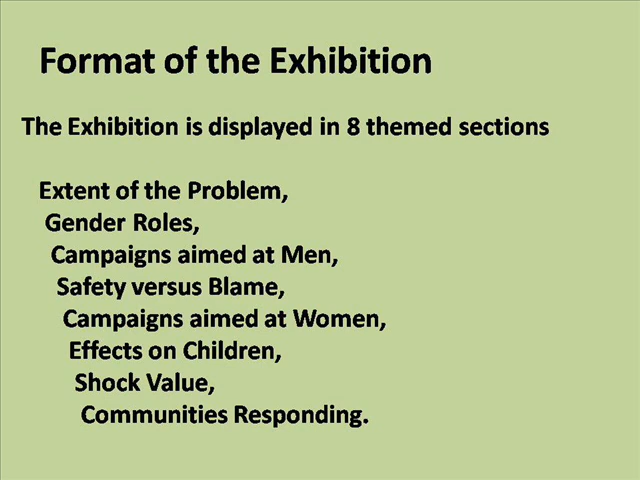 Format of the Exhibition
The Exhibition is displayed in 8 themed sections
Extent of the Problem,
Gender Roles,
Campaigns aimed at Men,
Safety versus Blame,
Campaigns aimed at Women,
Effects on Children,
Shock Value,
Communities Responding.